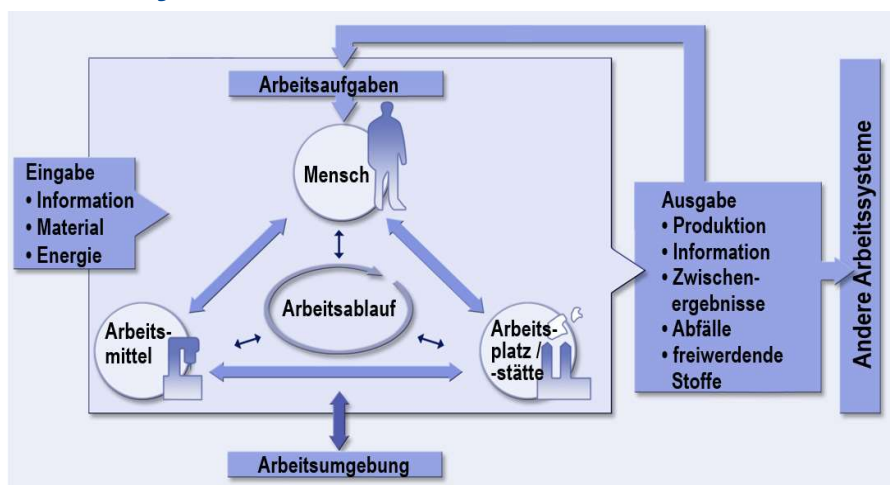 Arbeitsaufgaben
Mensch
Eingabe
• Information
• Material
• Energie
Arbeitsablauf
Arbeits-
mittel
Arbeits-
platz /
-stätte
Arbeitsumgebung
Ausgabe
• Produktion
• Information
• Zwischen-
ergebnisse
• Abfälle
• freiwerdende
Stoffe
Andere Arbeitssysteme